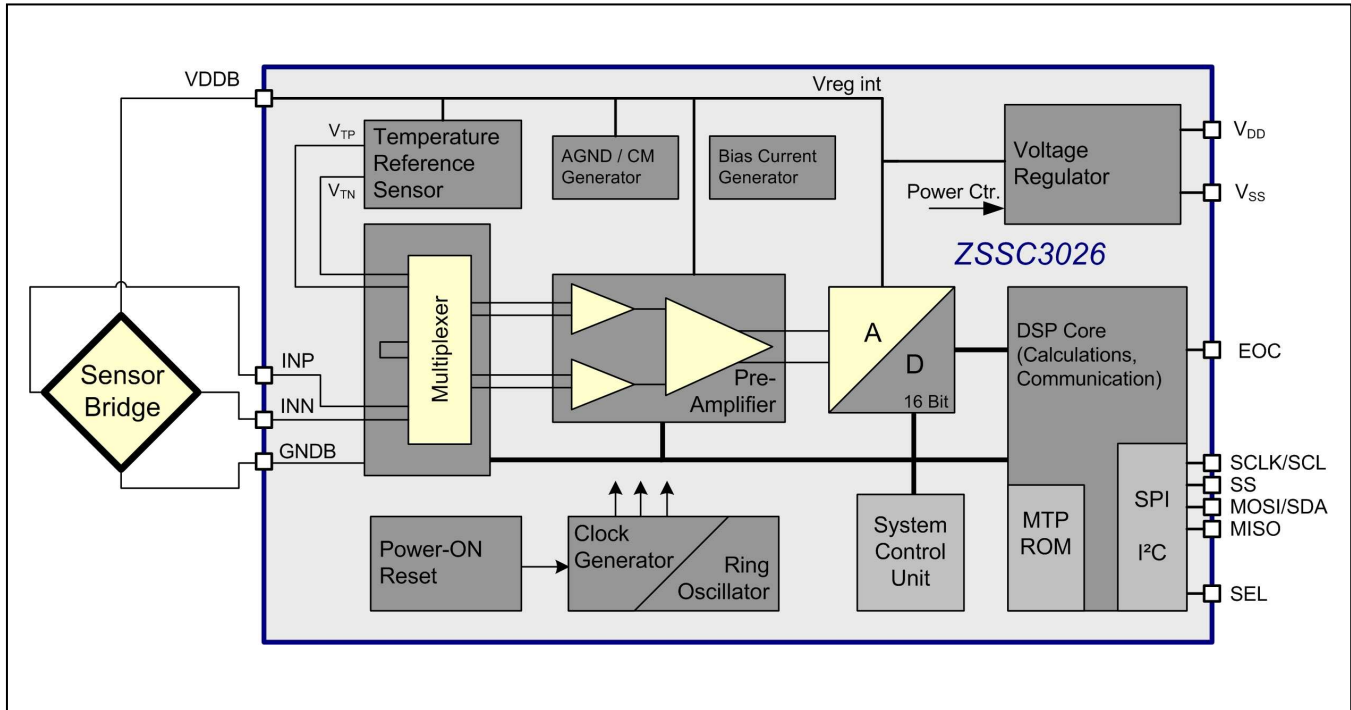 VDDB
Vreg int
VTP
VTN
Temperature
Reference
Sensor
AGND / CM
Generator
Bias Current
Generator
Voltage
Regulator
Power Ctr.
VDD
VSS
ZSSC3026
Multiplexer
Pre-
Amplifier
A
D
16 Bit
DSP Core
(Calculations,
Communication)
EOC
Sensor
Bridge
INP
INN
GNDB
SCLK/SCL
SS
MOSI/SDA
MISO
SEL
Power-ON
Reset
Clock
Generator
Ring
Oscillator
System
Control
Unit
MTP
ROM
SPI
I²C